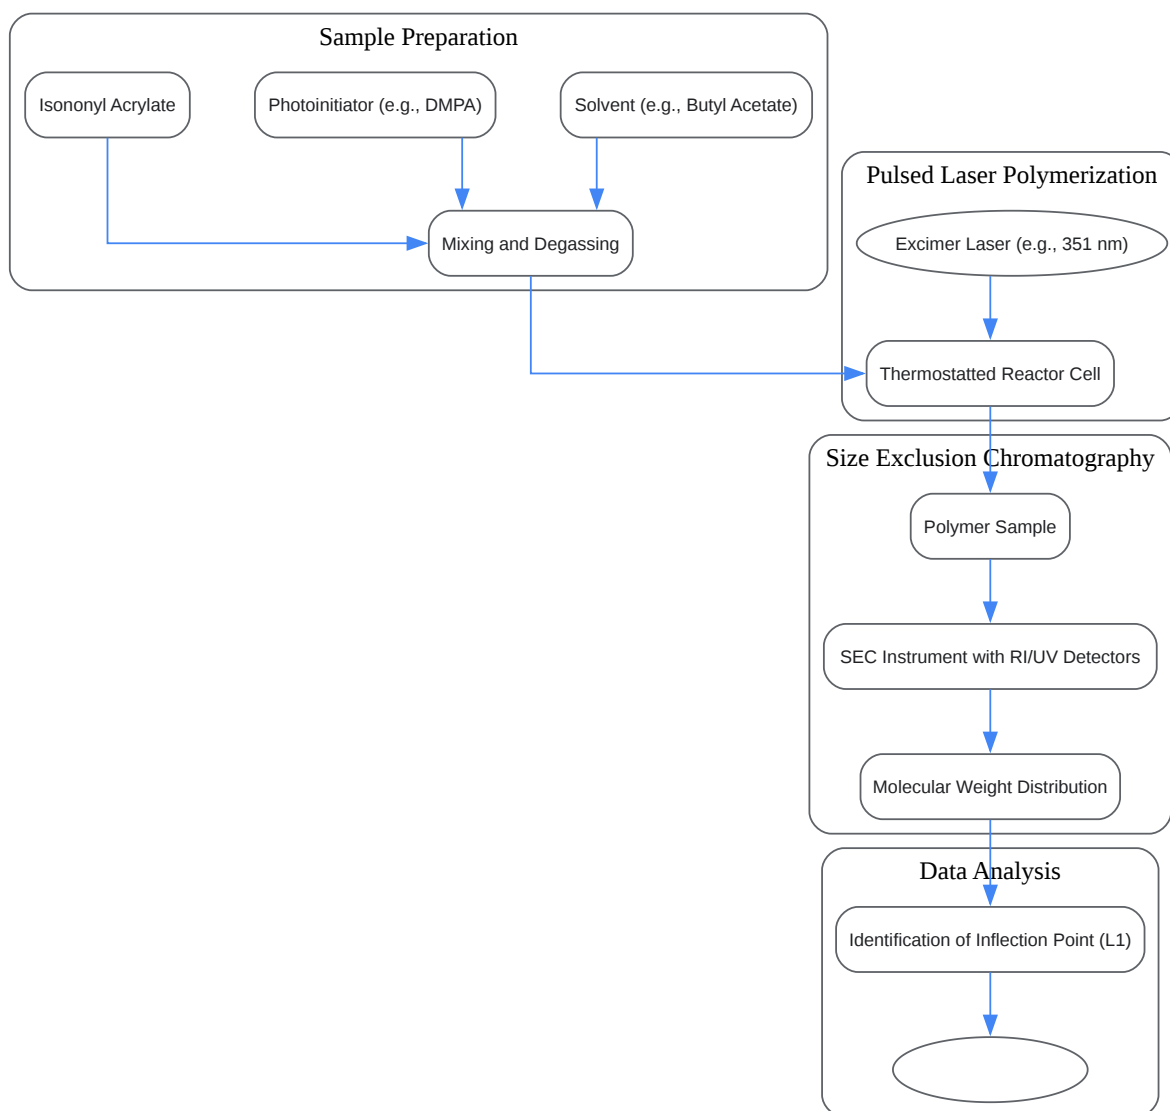 Sample Preparation
Isononyl Acrylate
Photoinitiator (e.g., DMPA)
Solvent (e.g., Butyl Acetate)
Mixing and Degassing
Pulsed Laser Polymerization
Excimer Laser (e.g., 351 nm)
Thermostatted Reactor Cell
Size Exclusion Chromatography
Polymer Sample
SEC Instrument with RI/UV Detectors
Molecular Weight Distribution
Data Analysis
Identification of Inflection Point (L1)